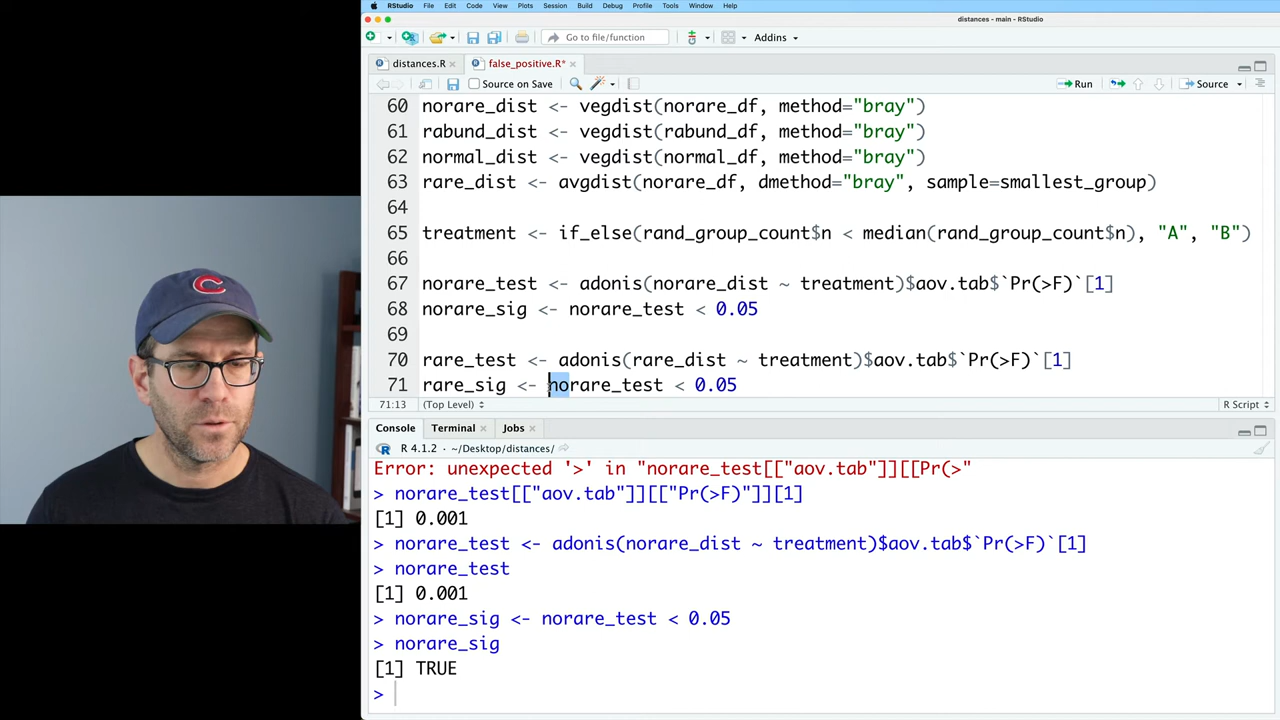 RStudio File Edit Code View Plots Session Build Debug Profile Tools Window Help
distances - main - RStudio
Go to file/function Addins
distances.R false_positive.R*
Source on Save Run Source
60 norare_dist <- vegdist(norare_df, method="bray")
61 rabund_dist <- vegdist(rabund_df, method="bray")
62 normal_dist <- vegdist(normal_df, method="bray")
63 rare_dist <- avgdist(norare_df, dmethod="bray", sample=smallest_group)
64
65 treatment <- if_else(rand_group_count$n < median(rand_group_count$n), "A", "B")
66
67 norare_test <- adonis(norare_dist ~ treatment)$aov.tab$`Pr(>F)`[1]
68 norare_sig <- norare_test < 0.05
69
70 rare_test <- adonis(rare_dist ~ treatment)$aov.tab$`Pr(>F)`[1]
71 rare_sig <- norare_test < 0.05
71:13 (Top Level) R Script
Console Terminal Jobs
R 4.1.2 · ~/Desktop/distances/
Error: unexpected '>' in "norare_test[["aov.tab"]][[Pr(>"
> norare_test[["aov.tab"]][["Pr(>F)"]][1]
[1] 0.001
> norare_test <- adonis(norare_dist ~ treatment)$aov.tab$`Pr(>F)`[1]
> norare_test
[1] 0.001
> norare_sig <- norare_test < 0.05
> norare_sig
[1] TRUE
>